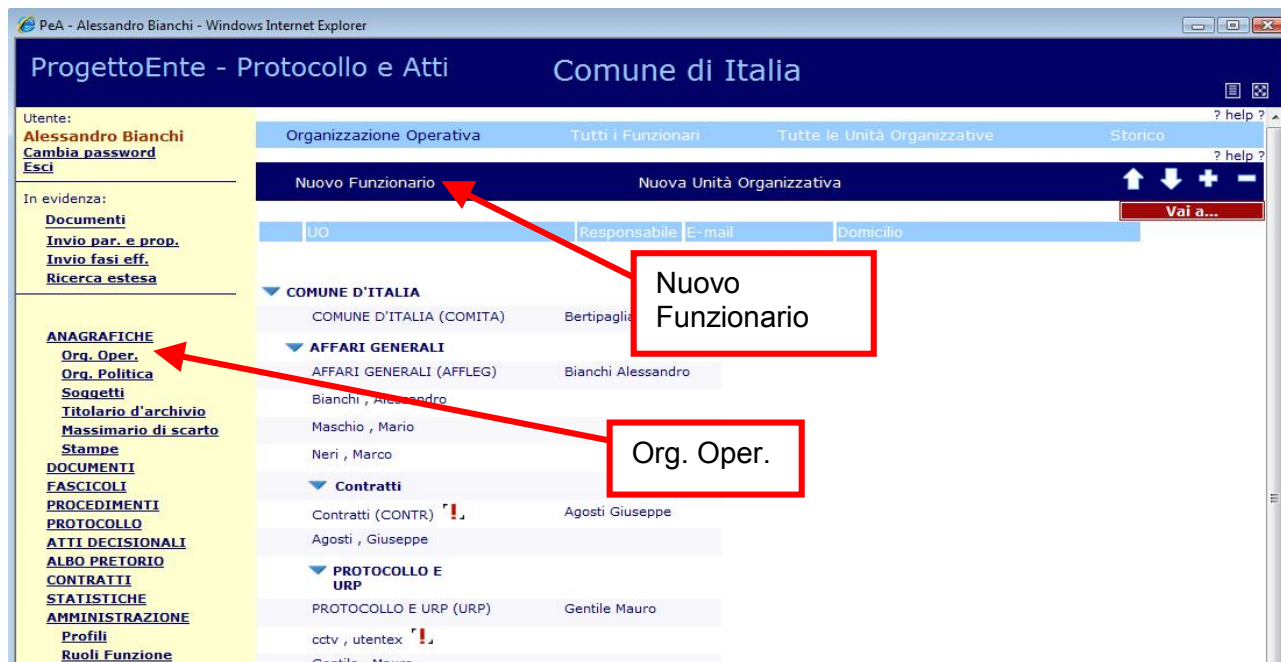 PeA - Alessandro Bianchi - Windows Internet Explorer
ProgettoEnte - Protocollo e Atti
Comune di Italia
Utente:
Alessandro Bianchi
Cambia password
Esci
In evidenza:
Documenti
Invio par. e prop.
Invio fasi eff.
Ricerca estesa
ANAGRAFICHE
Org. Oper.
Org. Politica
Soggetti
Titolario d'archivio
Massimario di scarto
Stampe
DOCUMENTI
FASCICOLI
PROCEDIMENTI
PROTOCOLLO
ATTI DECISIONALI
ALBO PRETORIO
CONTRATTI
STATISTICHE
AMMINISTRAZIONE
Profili
Ruoli Funzione
? help ?
Organizzazione Operativa Tutti i Funzionari Tutte le Unità Organizzative Storico
? help ?
Nuovo Funzionario Nuova Unità Organizzativa
Vai a...
UO Responsabile E-mail Domicilio
COMUNE D'ITALIA
COMUNE D'ITALIA (COMITA)
AFFARI GENERALI
AFFARI GENERALI (AFFLEG) Bianchi Alessandro
Bianchi , Alessandro
Maschio , Mario
Neri , Marco
Contratti
Contratti (CONTR) Agosti Giuseppe
Agosti , Giuseppe
PROTOCOLLO E
URP
PROTOCOLLO E URP (URP) Gentile Mauro
cctv , utentex
Gentile , Mauro
Nuovo
Funzionario
Org. Oper.